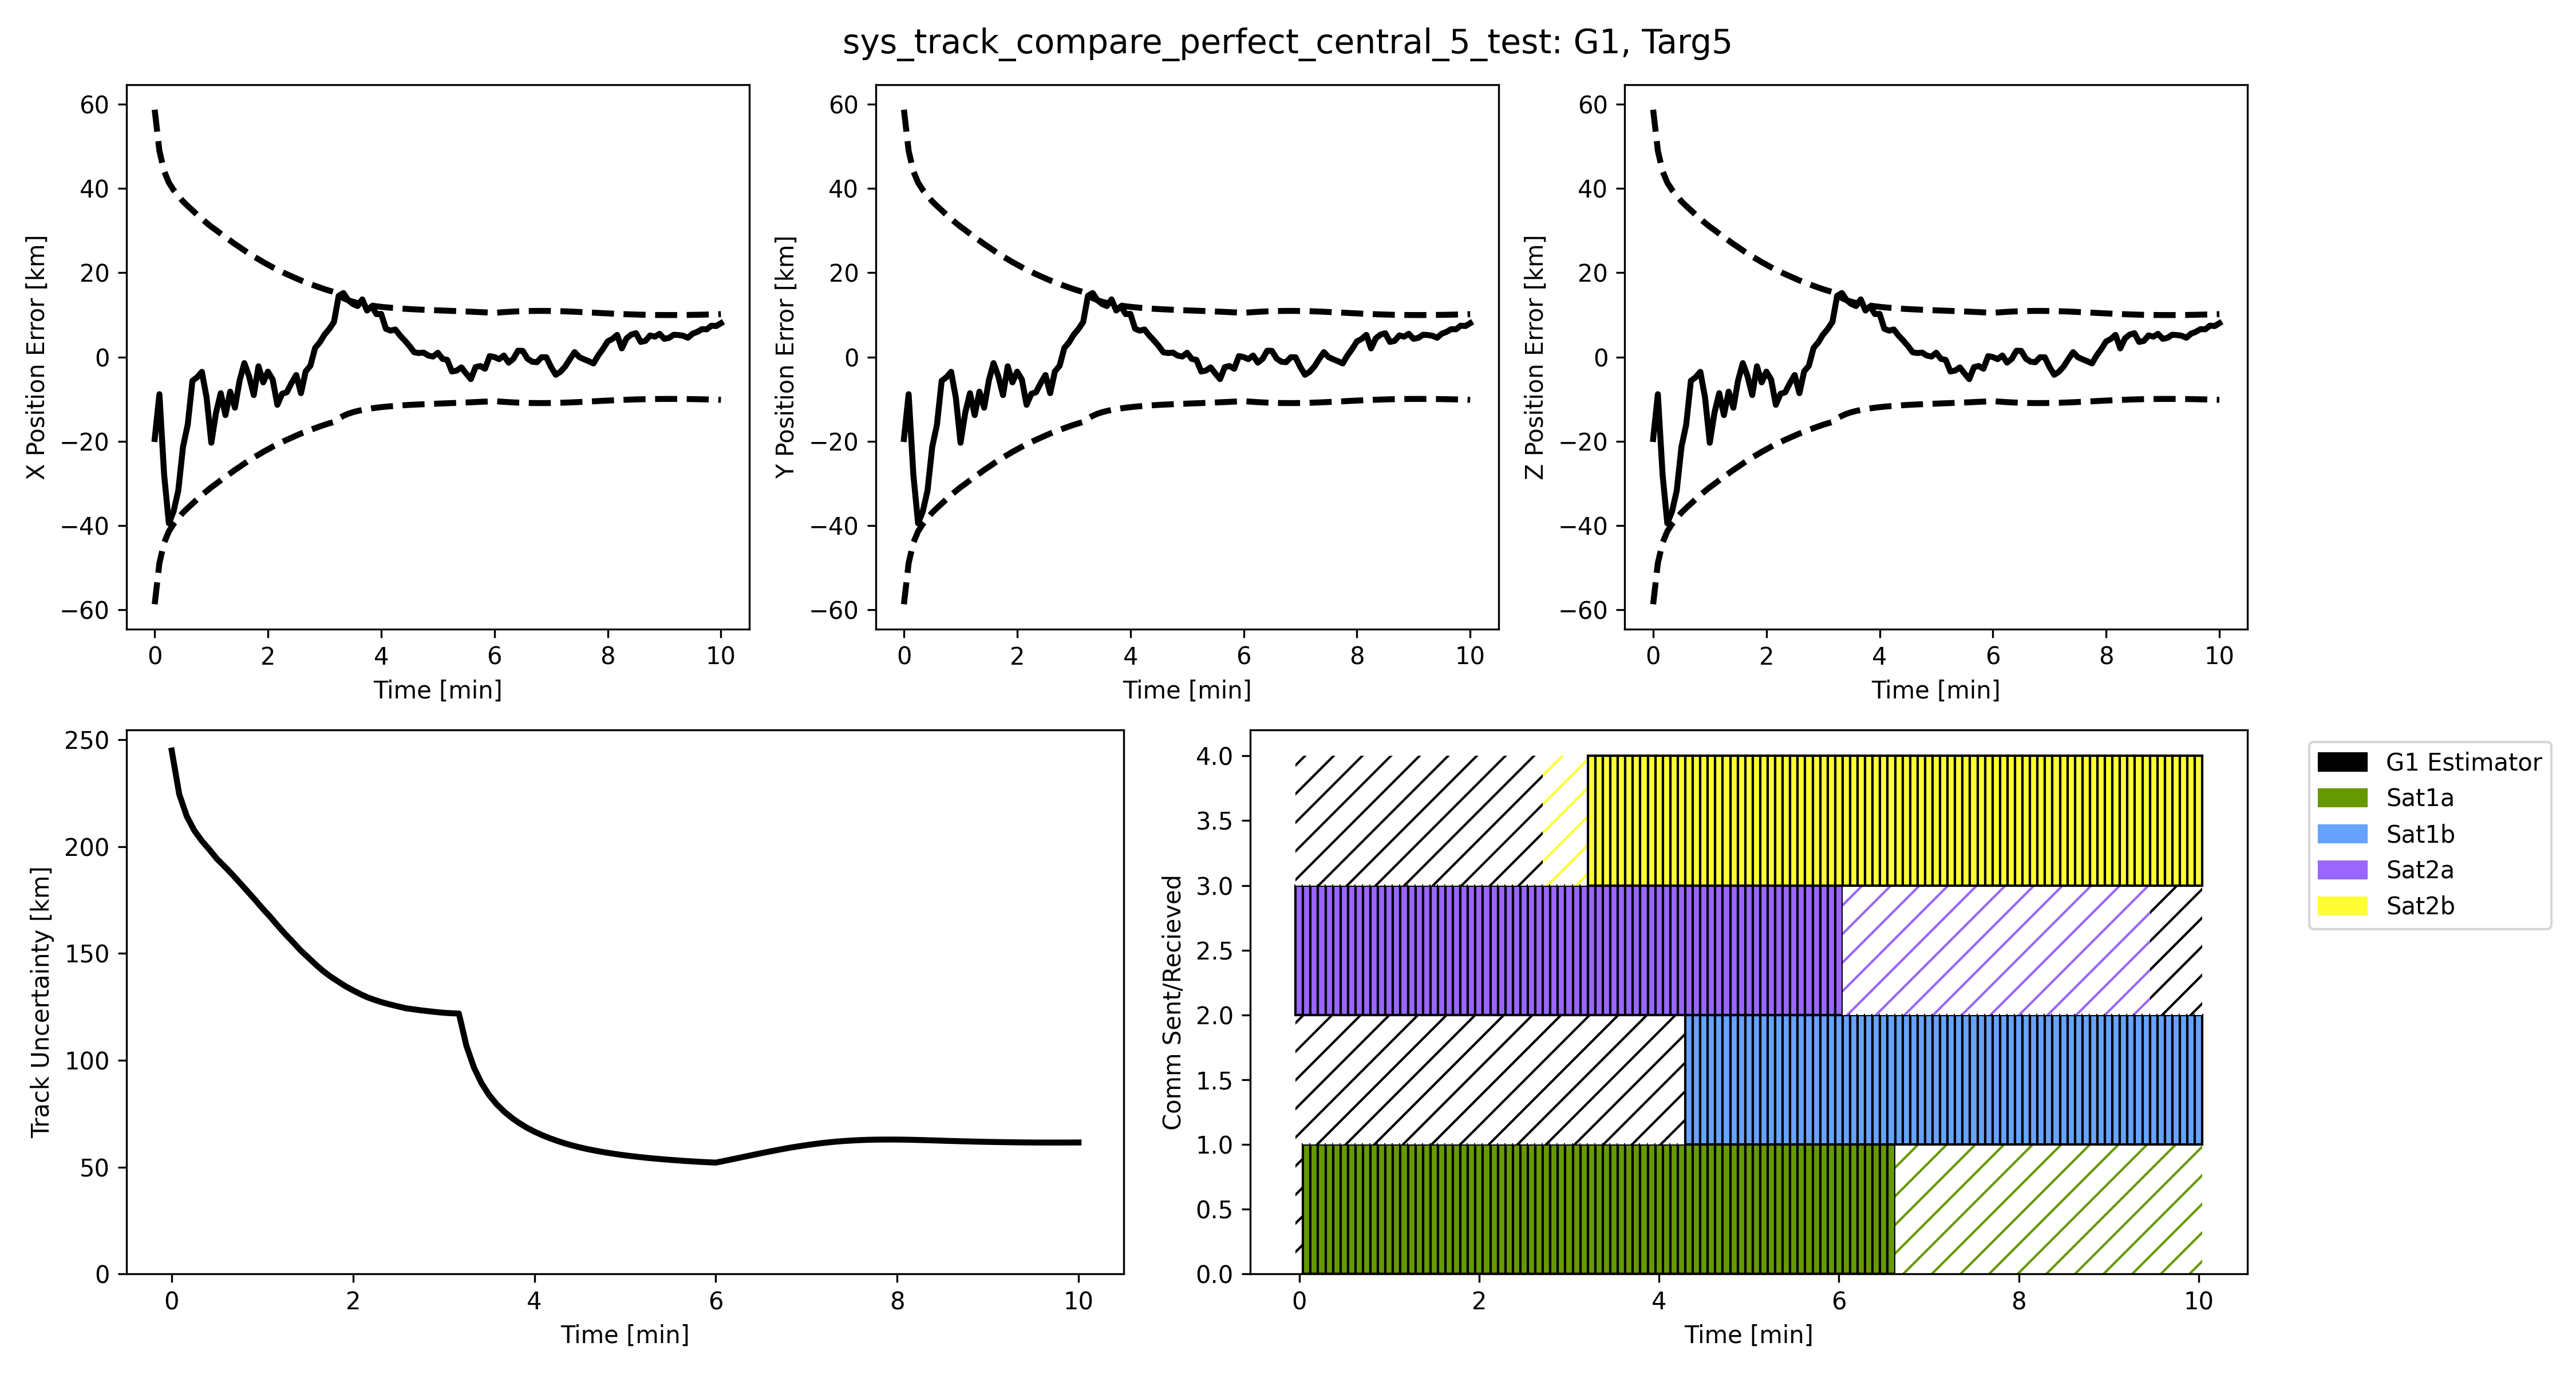 sys_track_compare_perfect_central_5_test: G1, Targ5
X Position Error [km]
60
40
20
0
−20
−40
−60
0 2 4 6 8 10
Time [min]
Y Position Error [km]
60
40
20
0
−20
−40
−60
0 2 4 6 8 10
Time [min]
Z Position Error [km]
60
40
20
0
−20
−40
−60
0 2 4 6 8 10
Time [min]
Track Uncertainty [km]
250
200
150
100
50
0
0 2 4 6 8 10
Time [min]
Comm Sent/Recieved
4.0
3.5
3.0
2.5
2.0
1.5
1.0
0.5
0.0
0 2 4 6 8 10
Time [min]
G1 Estimator
Sat1a
Sat1b
Sat2a
Sat2b